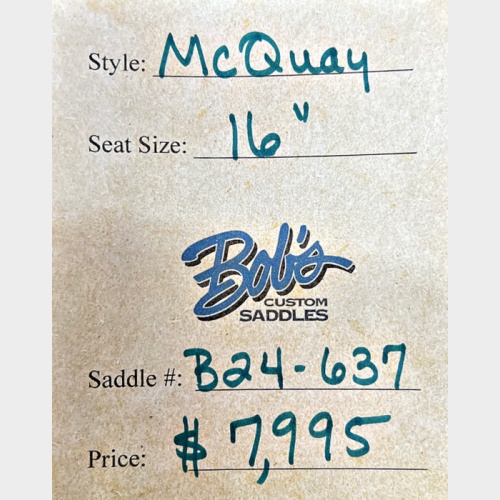 Style: McQuay
Seat Size: 16"
Bob's
CUSTOM
SADDLES
Saddle #: B24-637
Price: $7,995